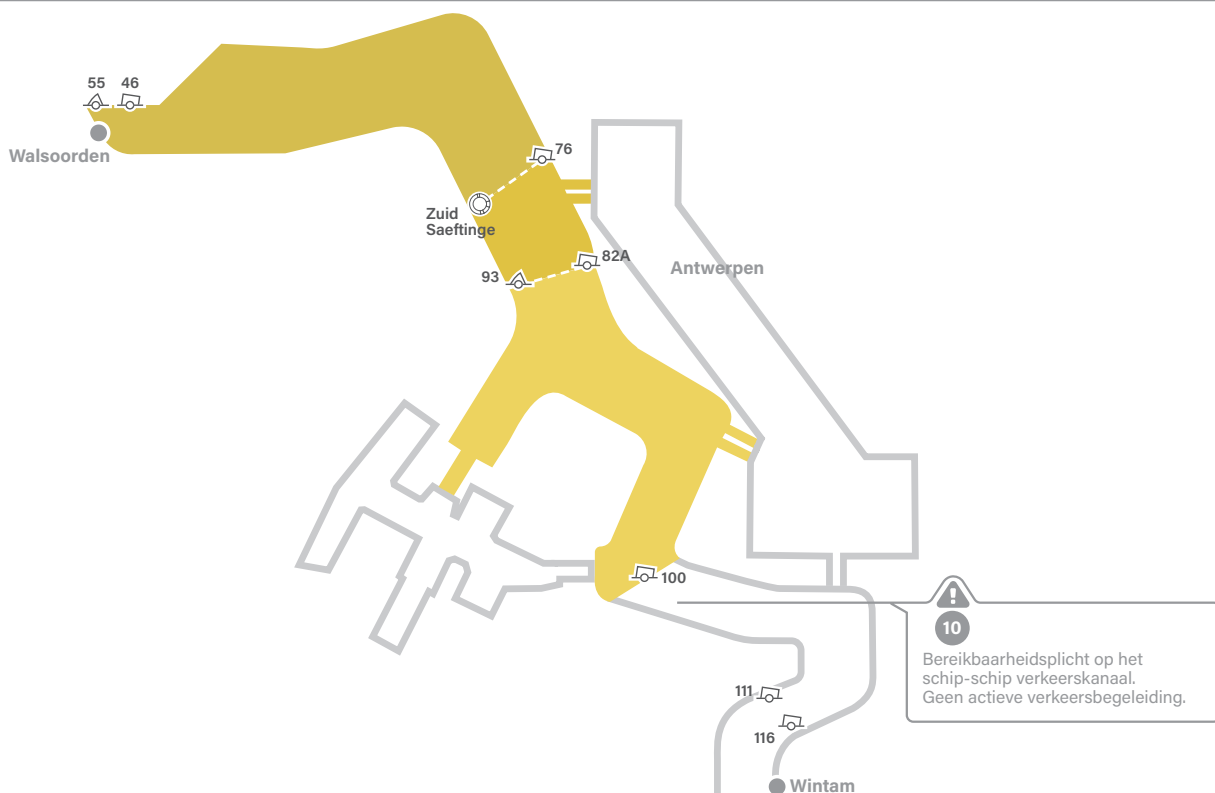 55 46
Walsoorden
76
Zuid
Saeftinge
82A
Antwerpen
93
100
10
Bereikbaarheidsplicht op het
schip-schip verkeerskanaal.
Geen actieve verkeersbegeleiding.
111
116
Wintam